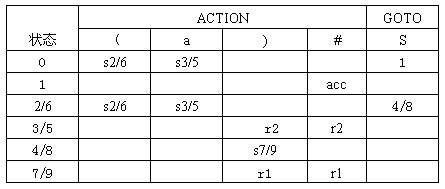 状态 ACTION GOTO
( a ) # S
0 s2/6 s3/5 1
1 acc
2/6 s2/6 s3/5 4/8
3/5 r2 r2
4/8 s7/9
7/9 r1 r1